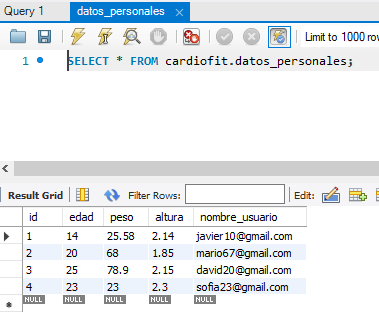 Query 1 datos_personales
Limit to 1000 row
1 SELECT * FROM cardiofit.datos_personales;
Result Grid Filter Rows: Edit:
id edad peso altura nombre_usuario
1 14 25.58 2.14 javier10@gmail.com
2 20 68 1.85 mario67@gmail.com
3 25 78.9 2.15 david20@gmail.com
4 23 23 2.3 sofia23@gmail.com
NULL NULL NULL NULL NULL